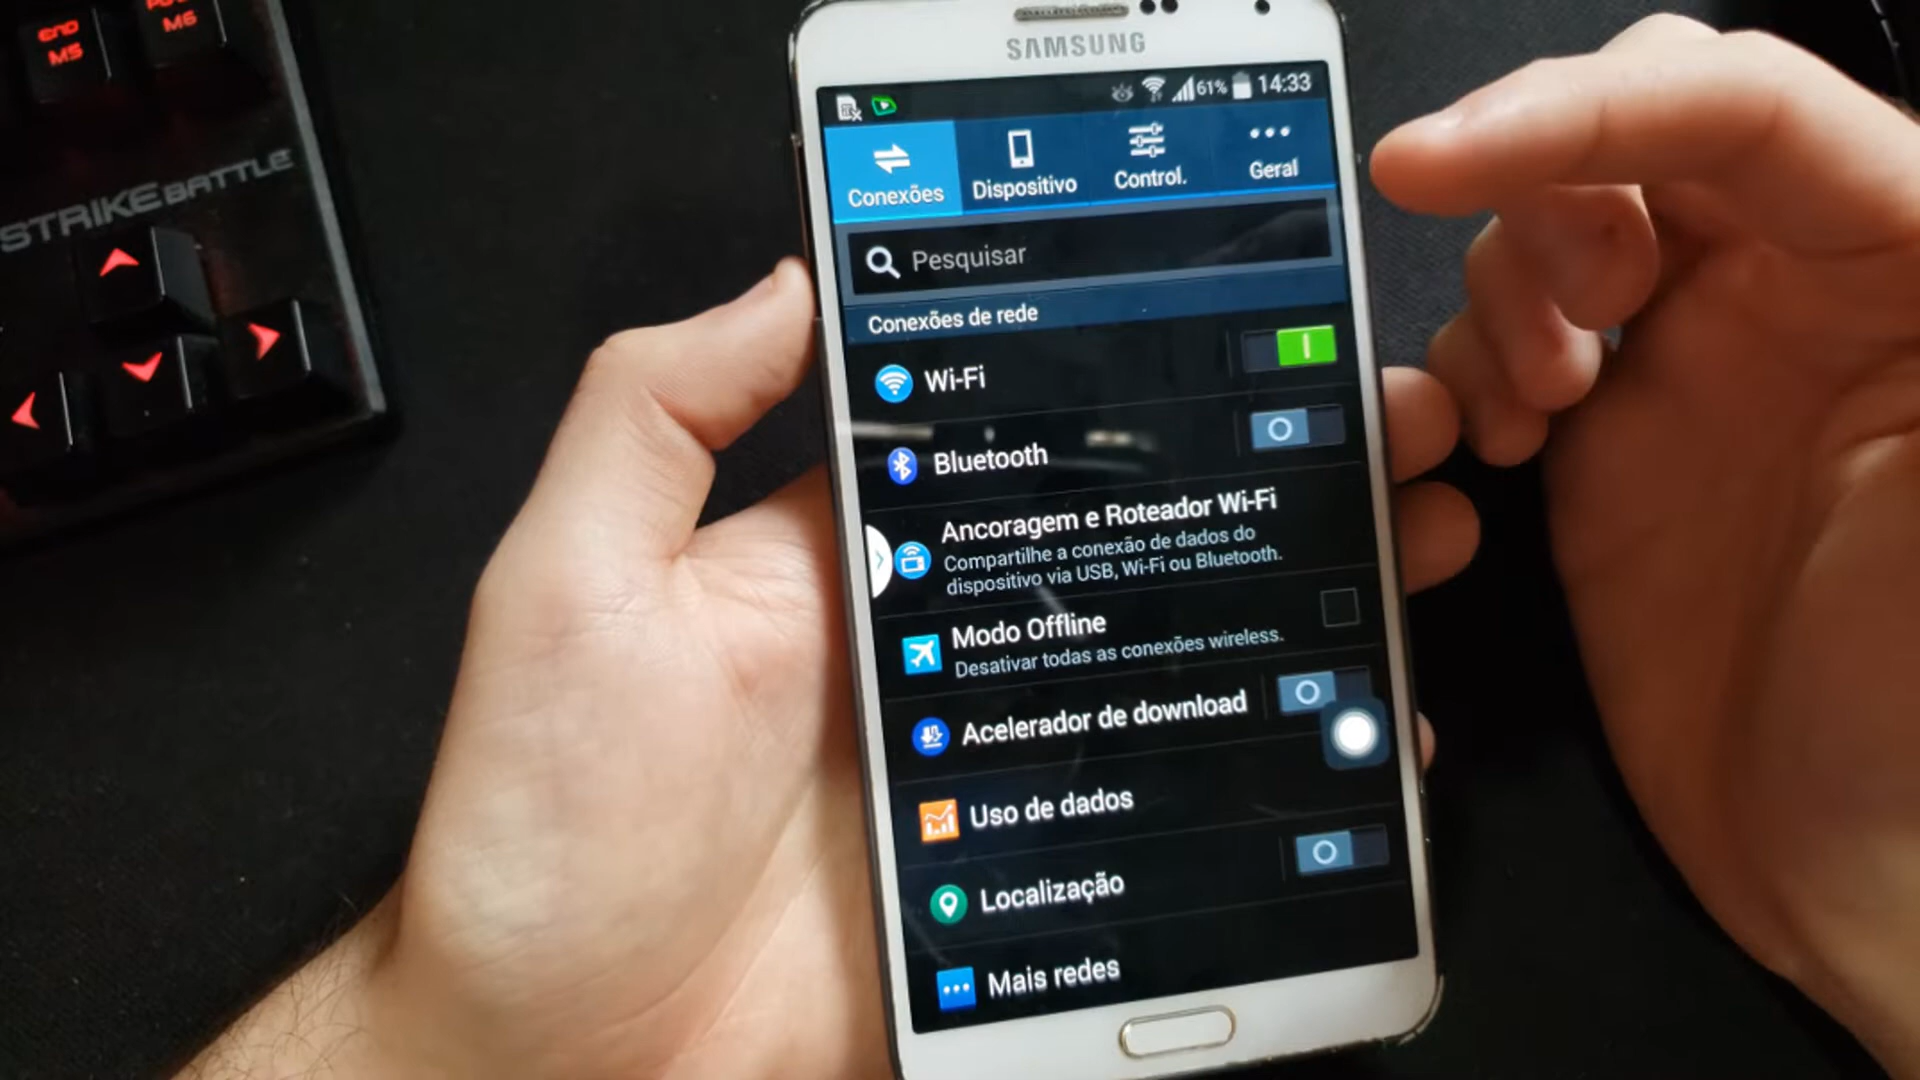 END
M5
M6
STRIKE BATTLE
SAMSUNG
61% 14:33
Conexões
Dispositivo
Control.
Geral
Pesquisar
Conexões de rede
Wi-Fi
Bluetooth
Ancoragem e Roteador Wi-Fi
Compartilhe a conexão de dados do
dispositivo via USB, Wi-Fi ou Bluetooth.
Modo Offline
Desativar todas as conexões wireless.
Acelerador de download
Uso de dados
Localização
Mais redes